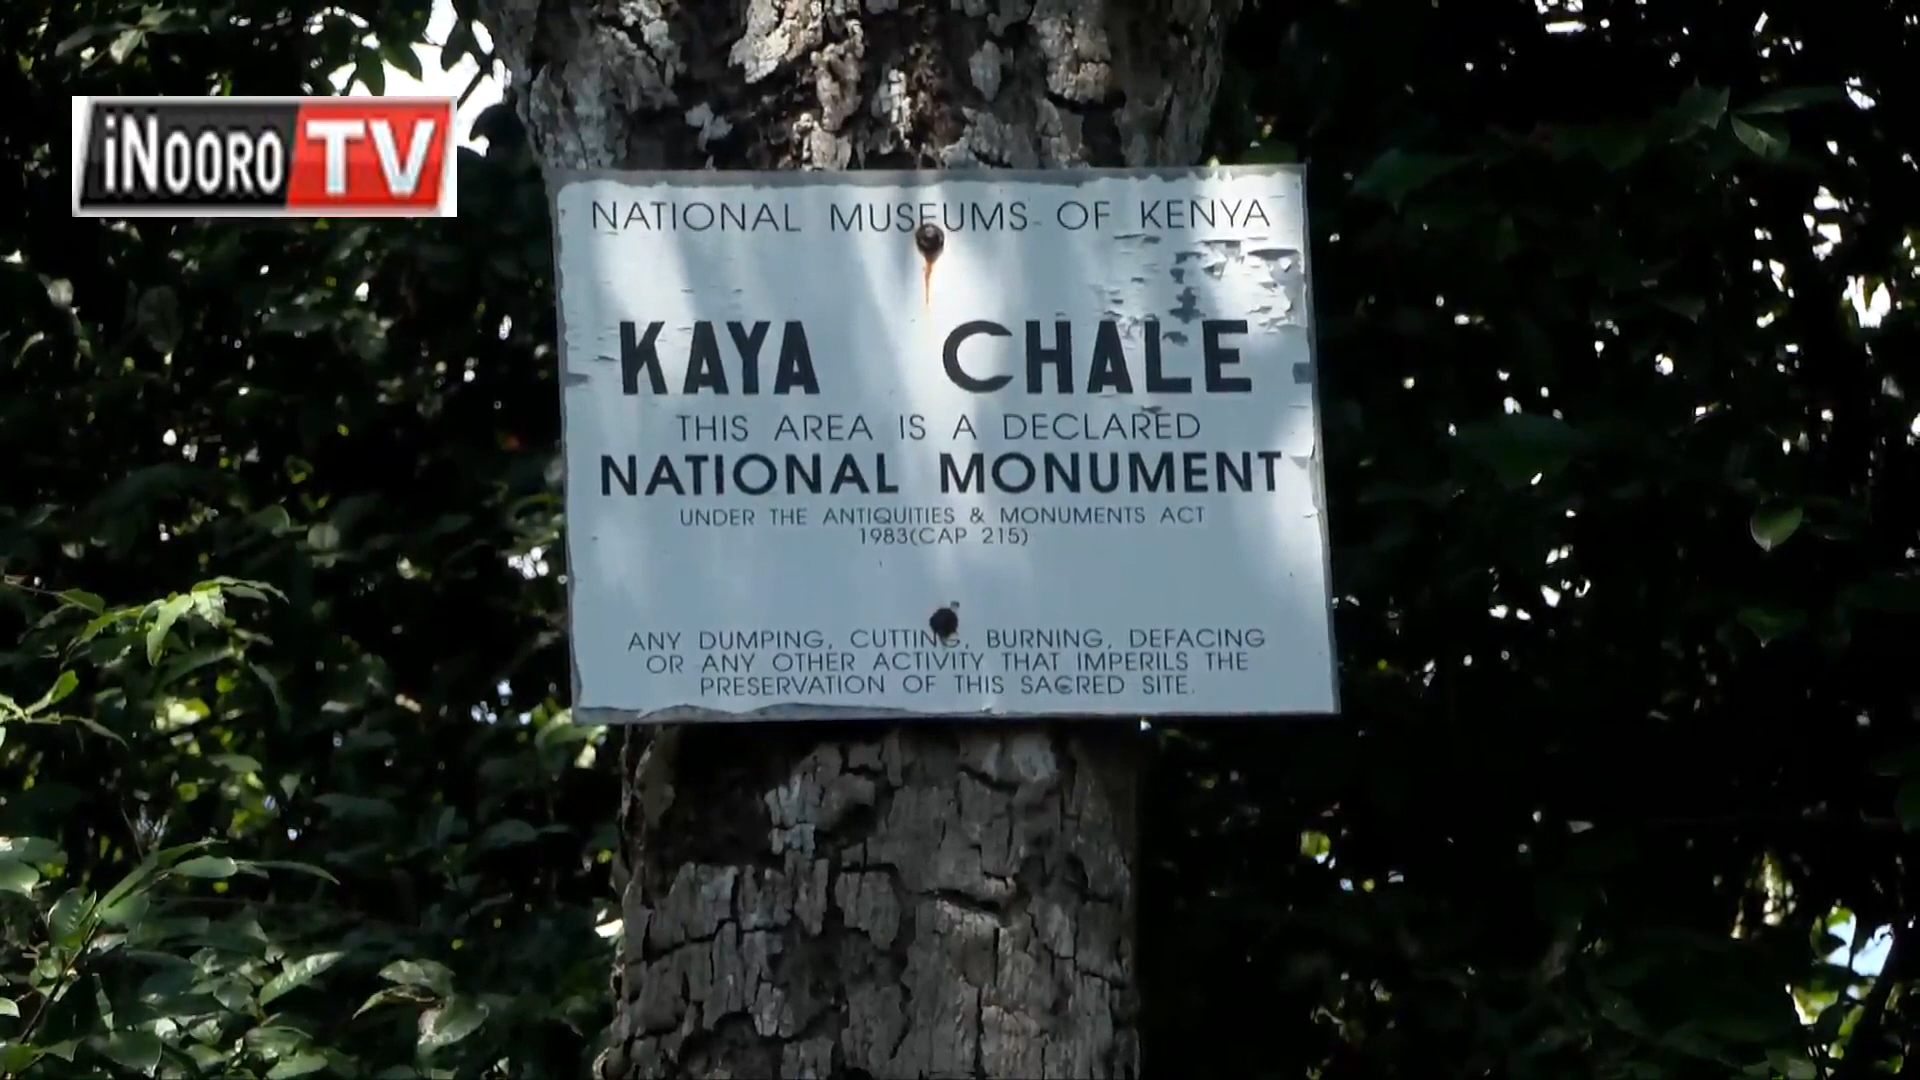 iNOORO TV
NATIONAL MUSEUMS OF KENYA
KAYA CHALE
THIS AREA IS A DECLARED
NATIONAL MONUMENT
UNDER THE ANTIQUITIES & MONUMENTS ACT
1983(CAP 215)
ANY DUMPING, CUTTING, BURNING, DEFACING
OR ANY OTHER ACTIVITY THAT IMPERILS THE
PRESERVATION OF THIS SACRED SITE.